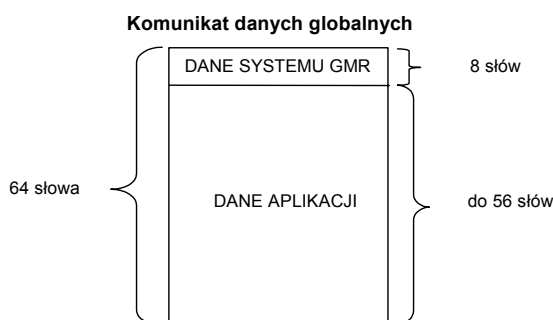 Komunikat danych globalnych
DANE SYSTEMU GMR
8 słów
64 słowa
DANE APLIKACJI
do 56 słów